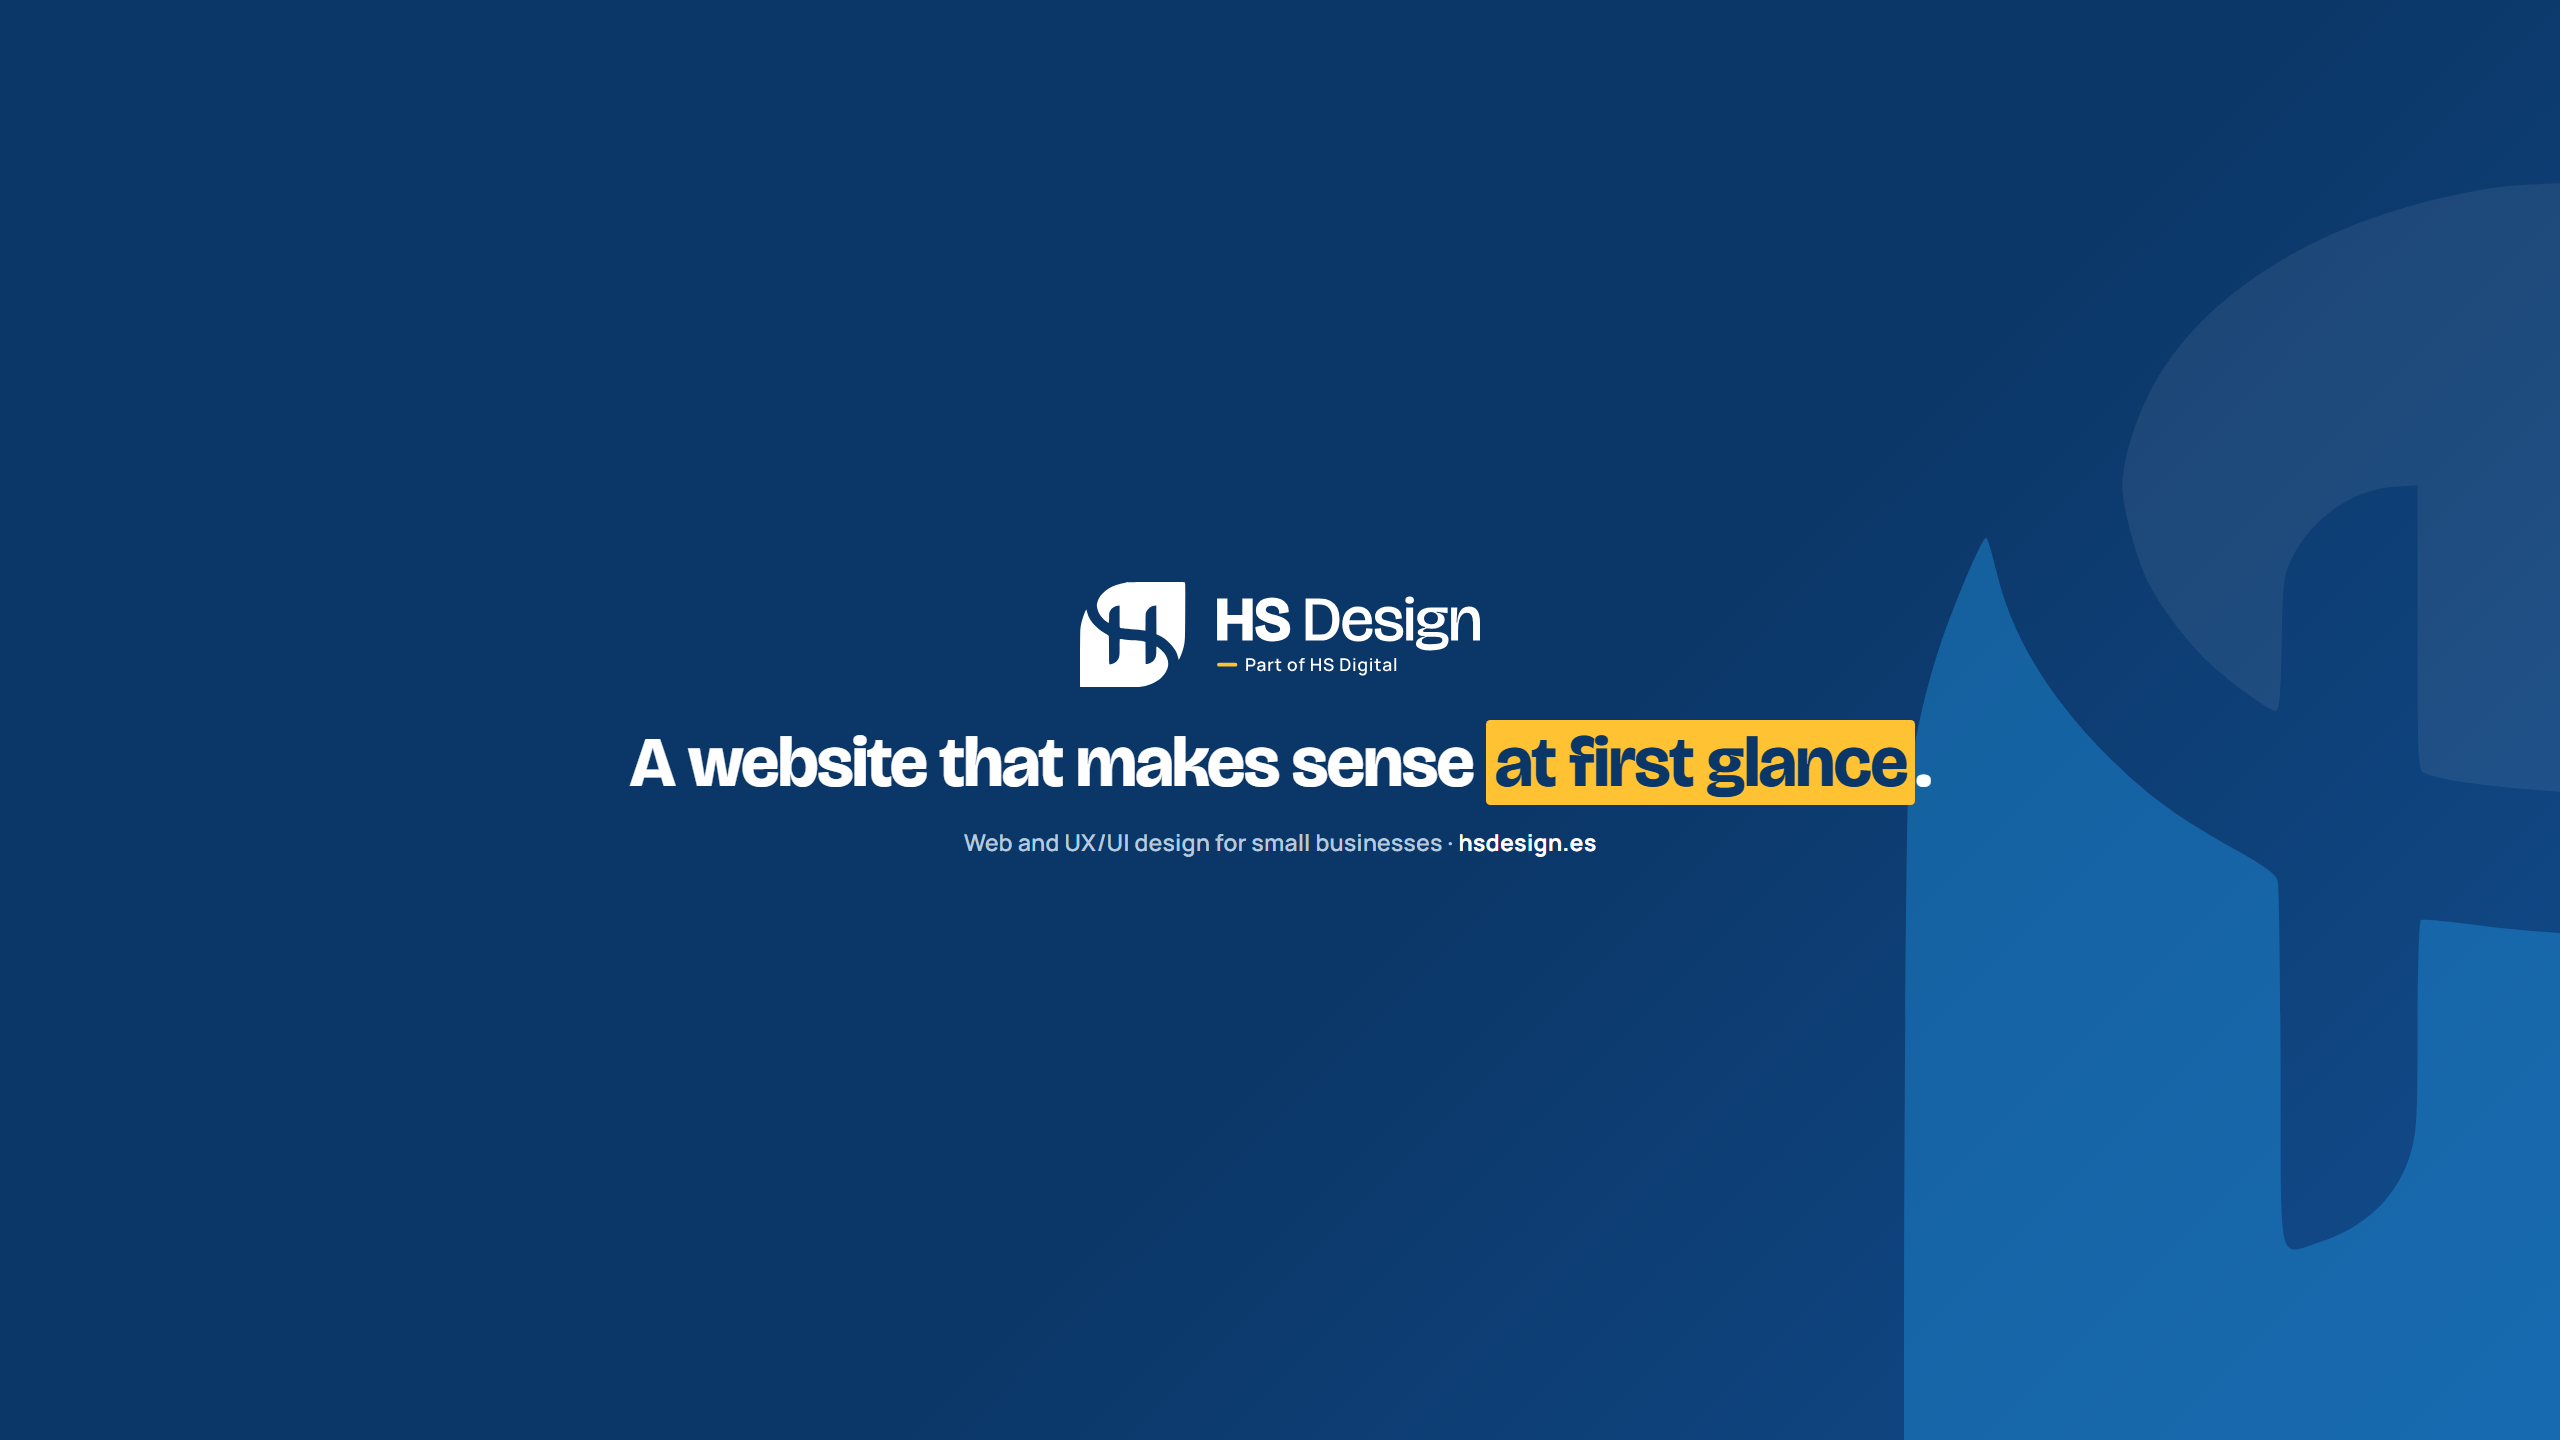 HS Design
Part of HS Digital
A website that makes sense at first glance.
Web and UX/UI design for small businesses · hsdesign.es